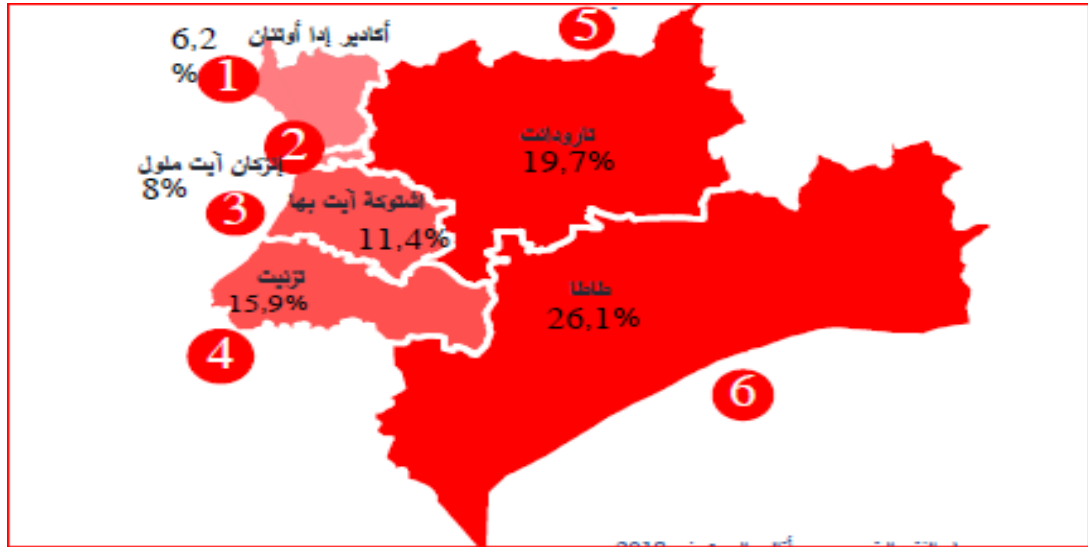 أكادير إدا أوتنان
6,2
%
1
5
2
تارودانت
19,7%
إنزكان آيت ملول
8%
3
اشتوكة آيت بها
11,4%
تزنيت
15,9%
4
طاطا
26,1%
6